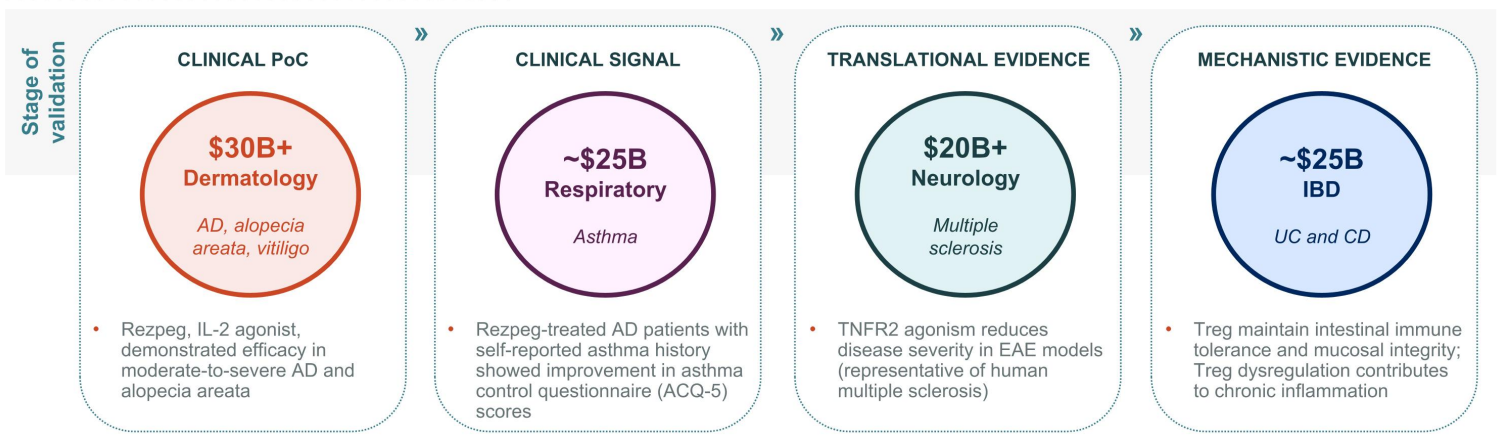 Stage of
validation
»
»
»
CLINICAL PoC
$30B+
Dermatology
AD, alopecia
areata, vitiligo
• Rezpeg, IL-2 agonist,
demonstrated efficacy in
moderate-to-severe AD and
alopecia areata
CLINICAL SIGNAL
~$25B
Respiratory
Asthma
• Rezpeg-treated AD patients with
self-reported asthma history
showed improvement in asthma
control questionnaire (ACQ-5)
scores
TRANSLATIONAL EVIDENCE
$20B+
Neurology
Multiple
sclerosis
• TNFR2 agonism reduces
disease severity in EAE models
(representative of human
multiple sclerosis)
MECHANISTIC EVIDENCE
~$25B
IBD
UC and CD
• Treg maintain intestinal immune
tolerance and mucosal integrity;
Treg dysregulation contributes
to chronic inflammation